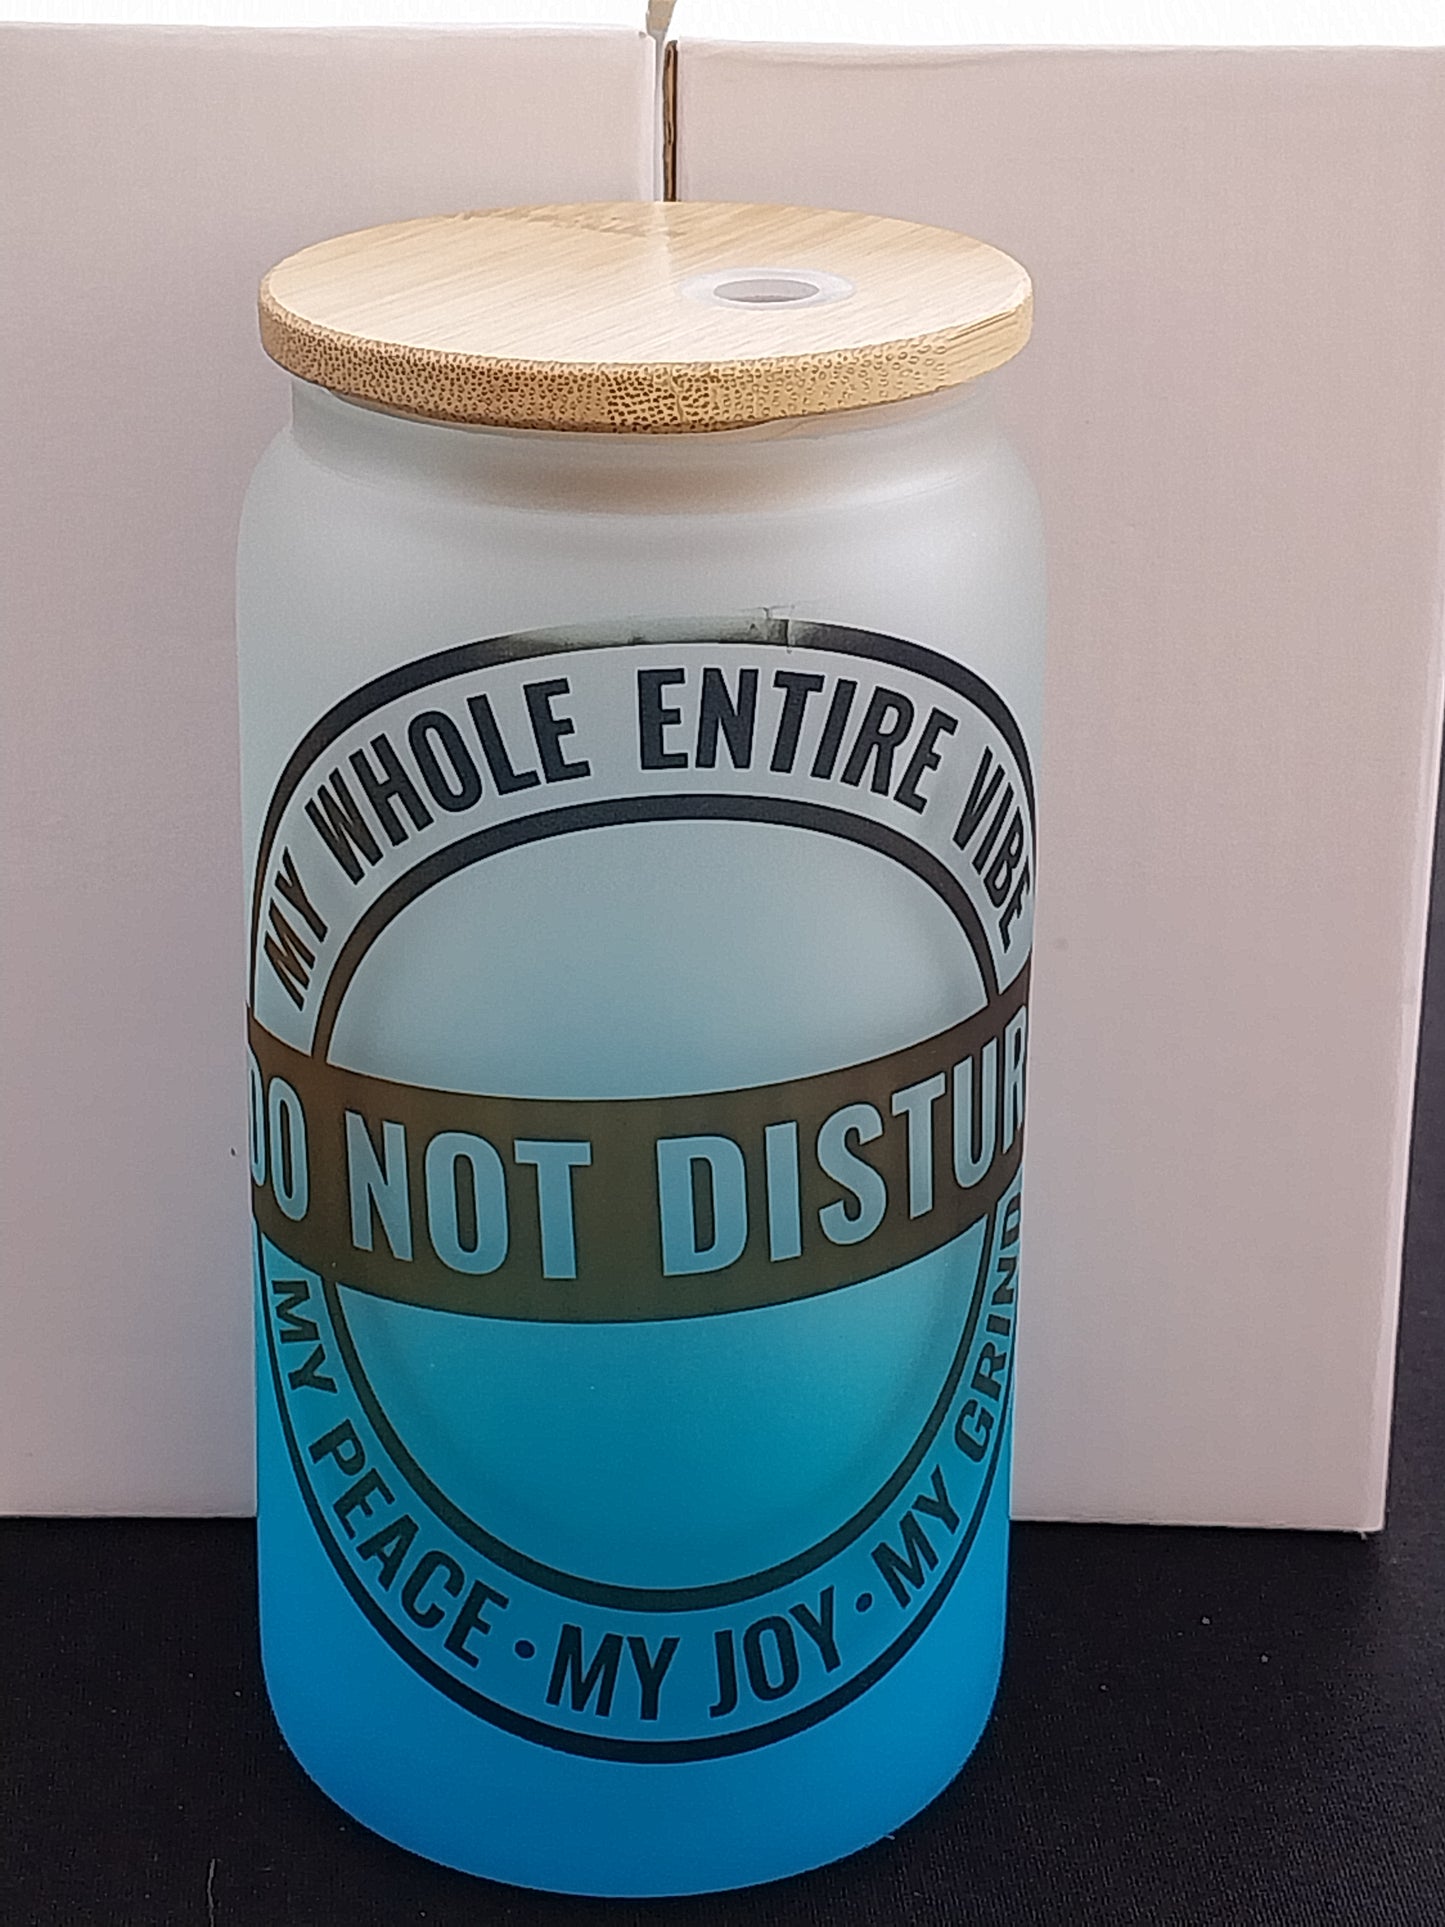 MY WHOLE ENTIRE VIBE
DO NOT DISTUR
MY PEACE · MY JOY · MY GRIND